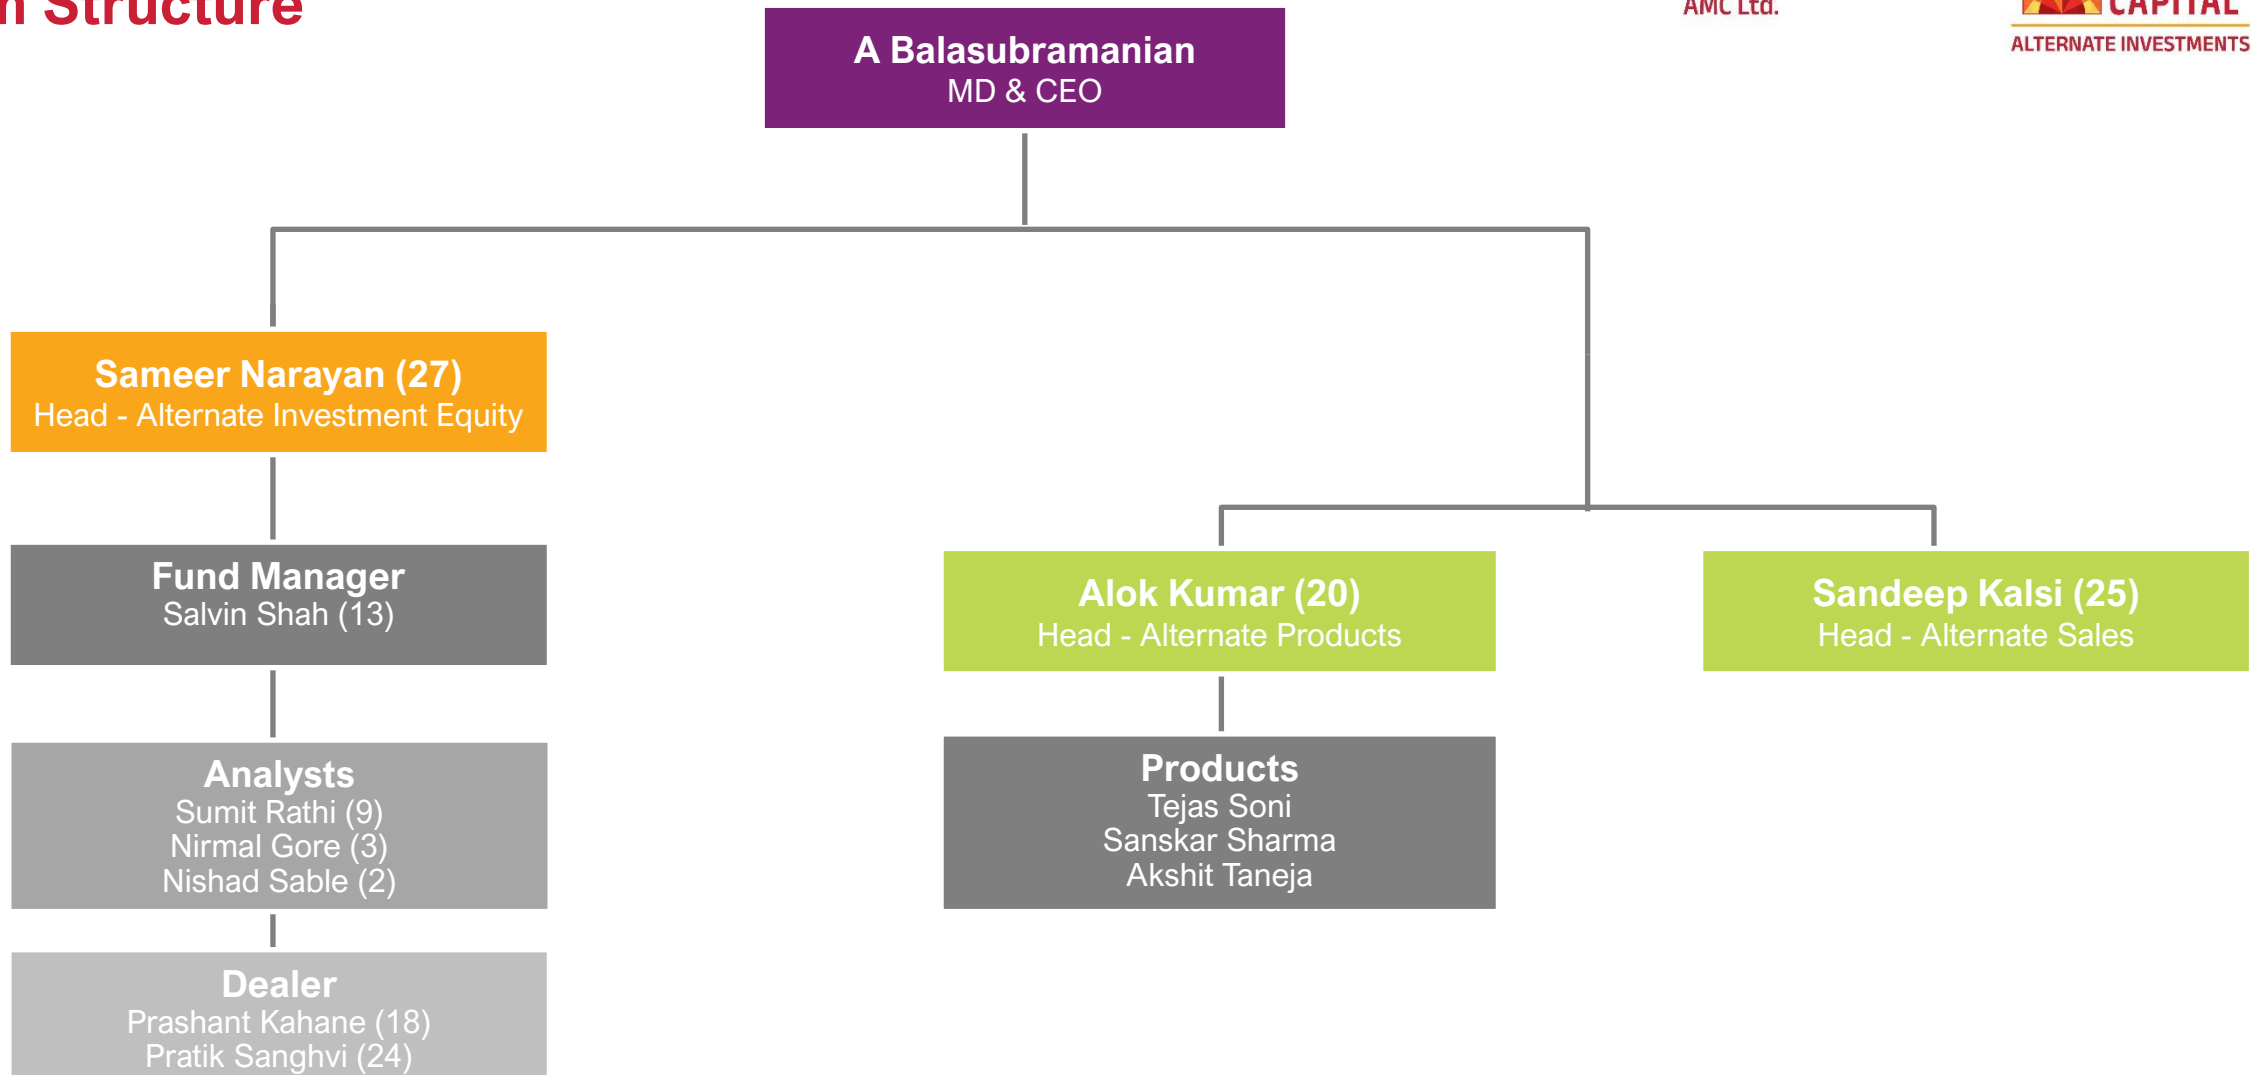 Structure
AMC Ltd.
CAPITAL
ALTERNATE INVESTMENTS
A Balasubramanian
MD & CEO
Sameer Narayan (27)
Head - Alternate Investment Equity
Fund Manager
Salvin Shah (13)
Alok Kumar (20)
Head - Alternate Products
Sandeep Kalsi (25)
Head - Alternate Sales
Analysts
Sumit Rathi (9)
Nirmal Gore (3)
Nishad Sable (2)
Products
Tejas Soni
Sanskar Sharma
Akshit Taneja
Dealer
Prashant Kahane (18)
Pratik Sanghvi (24)